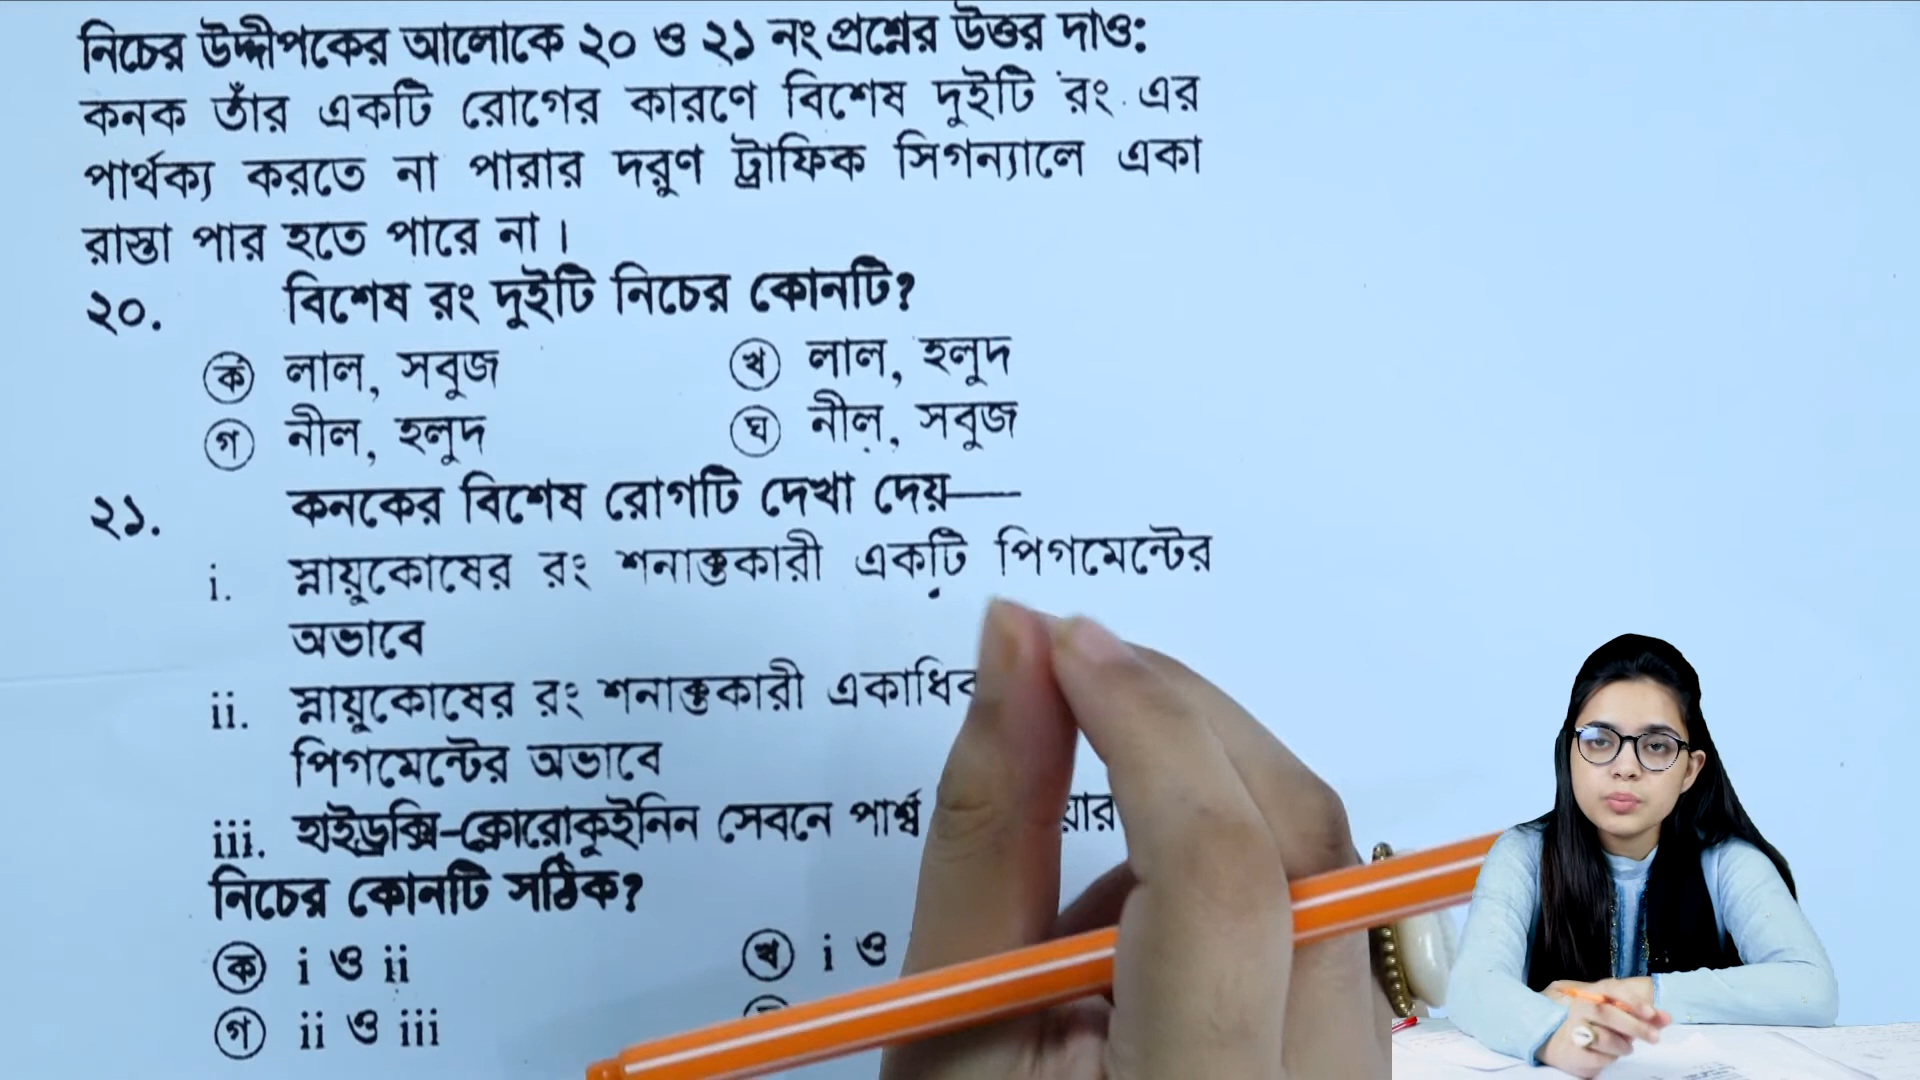 নিচের উদ্দীপকের আলোকে ২০ ও ২১ নং প্রশ্নের উত্তর দাও:
কনক তাঁর একটি রোগের কারণে বিশেষ দুইটি রং এর
পার্থক্য করতে না পারার দরুণ ট্রাফিক সিগন্যালে একা
রাস্তা পার হতে পারে না।
২০. বিশেষ রং দুইটি নিচের কোনটি?
ক লাল, সবুজ খ লাল, হলুদ
গ নীল, হলুদ ঘ নীল, সবুজ
২১. কনকের বিশেষ রোগটি দেখা দেয়—
i. স্নায়ুকোষের রং শনাক্তকারী একটি পিগমেন্টের
অভাবে
ii. স্নায়ুকোষের রং শনাক্তকারী
পিগমেন্টের অভাবে
iii. হাইড্রক্সি-ক্লোরোকুইনিন সেবনে পার্শ্ব
নিচের কোনটি সঠিক?
ক i ও ii খ i ও
গ ii ও iii